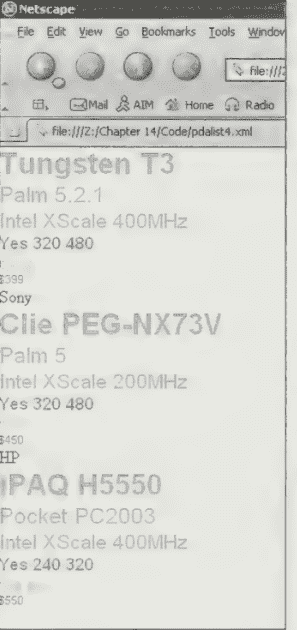 Netscape
File Edit View Go Bookmarks Tools Window
file:///
Mail AIM Home Radio
file:///Z:/Chapter 14/Code/pdalist4.xml
Tungsten T3
Palm 5.2.1
Intel XScale 400MHz
Yes 320 480
$399
Sony
Clie PEG-NX73V
Palm 5
Intel XScale 200MHz
Yes 320 480
$450
HP
iPAQ H5550
Pocket PC2003
Intel XScale 400MHz
Yes 240 320
$550